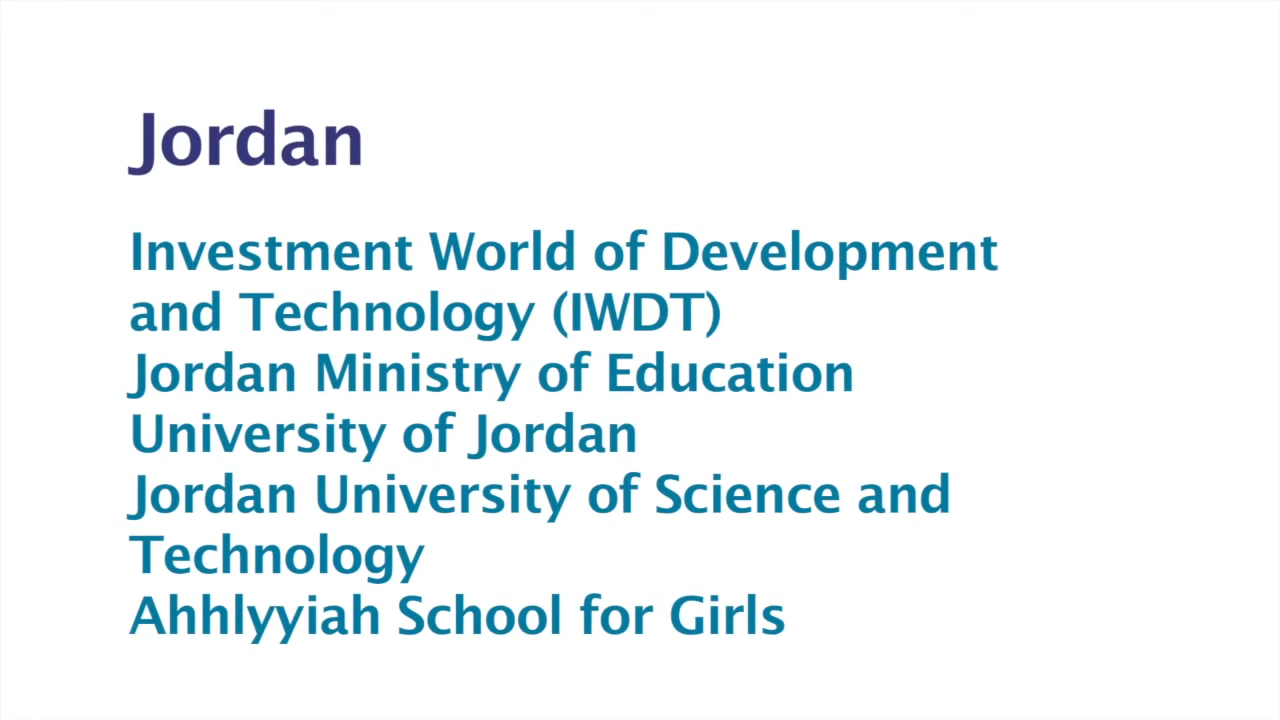 Jordan
Investment World of Development
and Technology (IWDT)
Jordan Ministry of Education
University of Jordan
Jordan University of Science and
Technology
Ahhlyyiah School for Girls